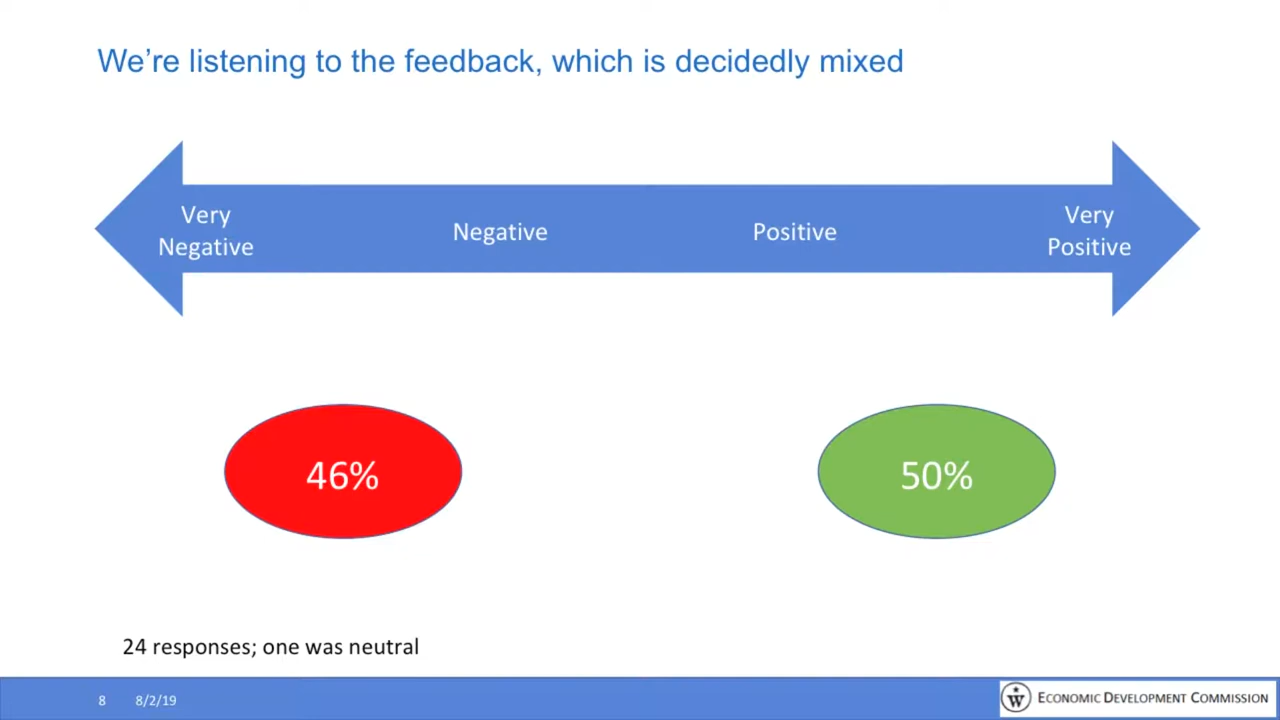 We're listening to the feedback, which is decidedly mixed
Very
Negative
Negative
Positive
Very
Positive
46%
50%
24 responses; one was neutral
8 8/2/19
W
ECONOMIC DEVELOPMENT COMMISSION